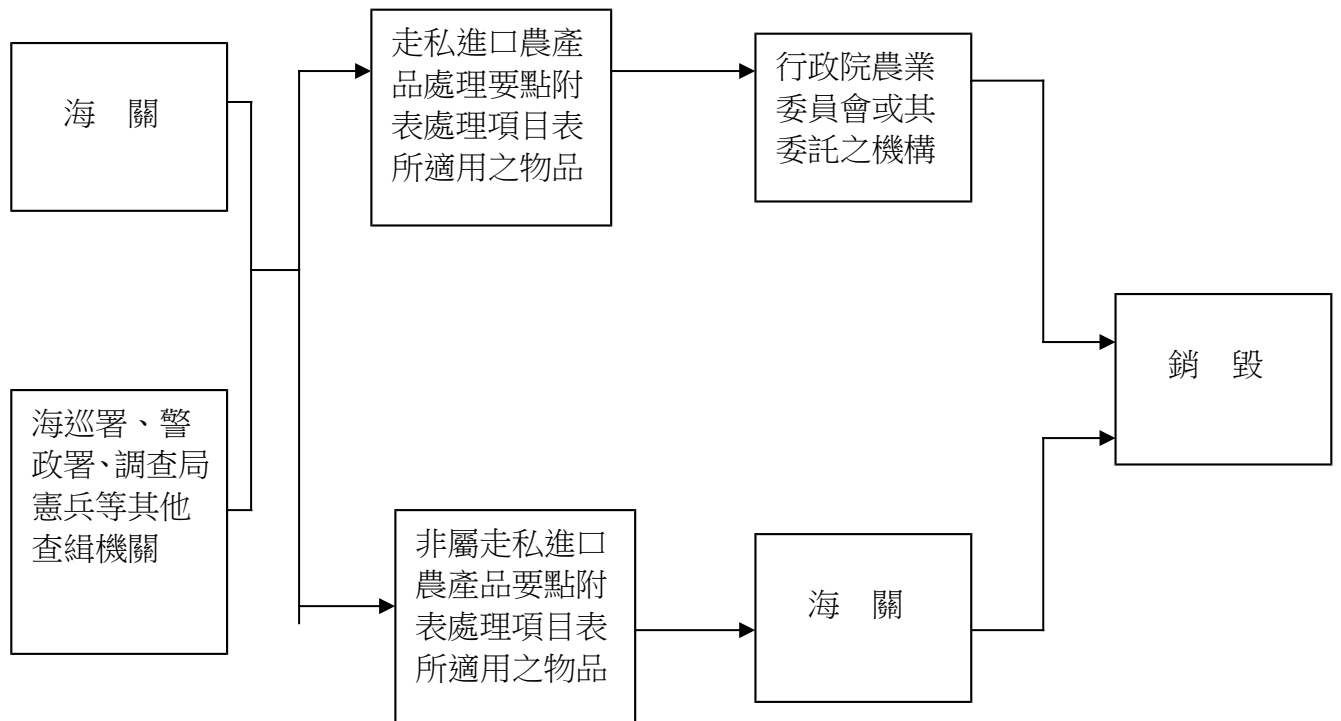 海 關
海巡署、警
政署、調查局
憲兵等其他
查緝機關
走私進口農產
品處理要點附
表處理項目表
所適用之物品
非屬走私進口
農產品要點附
表處理項目表
所適用之物品
行政院農業
委員會或其
委託之機構
海 關
銷 毀